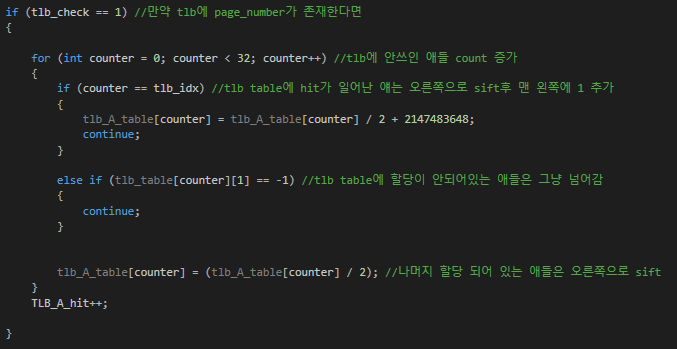 if (tlb_check == 1) //만약 tlb에 page_number가 존재한다면
{
for (int counter = 0; counter < 32; counter++) //tlb에 안쓰인 애들 count 증가
{
if (counter == tlb_idx) //tlb table에 hit가 일어난 애는 오른쪽으로 sift후 맨 왼쪽에 1 추가
{
tlb_A_table[counter] = tlb_A_table[counter] / 2 + 2147483648;
continue;
}
else if (tlb_table[counter][1] == -1) //tlb table에 할당이 안되어있는 애들은 그냥 넘어감
{
continue;
}
tlb_A_table[counter] = (tlb_A_table[counter] / 2); //나머지 할당 되어 있는 애들은 오른쪽으로 sift
}
TLB_A_hit++;
}